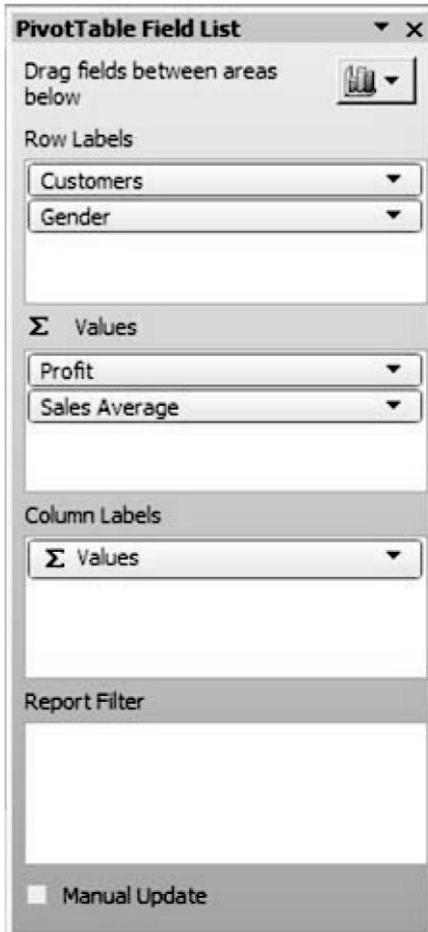 PivotTable Field List
Drag fields between areas
below
Row Labels
Customers
Gender
Σ Values
Profit
Sales Average
Column Labels
Σ Values
Report Filter
Manual Update